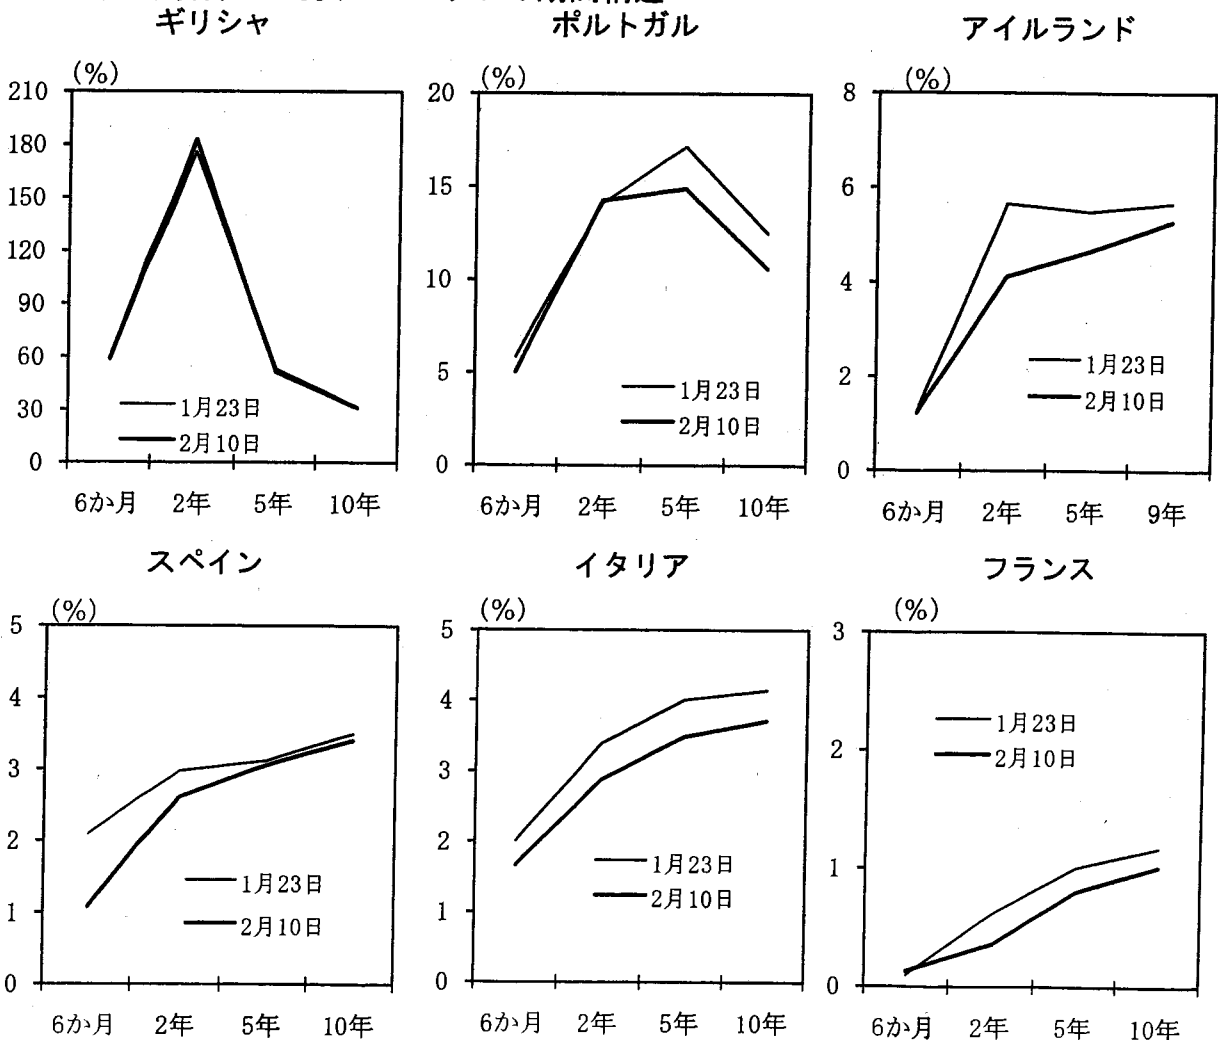 ギリシャ
(%)
210
180
150
120
90
60
30
0
1月23日
2月10日
6か月 2年 5年 10年
ポルトガル
(%)
20
15
10
5
0
1月23日
2月10日
6か月 2年 5年 10年
アイルランド
(%)
8
6
4
2
0
1月23日
2月10日
6か月 2年 5年 9年
スペイン
(%)
5
4
3
2
1
0
1月23日
2月10日
6か月 2年 5年 10年
イタリア
(%)
5
4
3
2
1
0
1月23日
2月10日
6か月 2年 5年 10年
フランス
(%)
3
2
1
0
1月23日
2月10日
6か月 2年 5年 10年